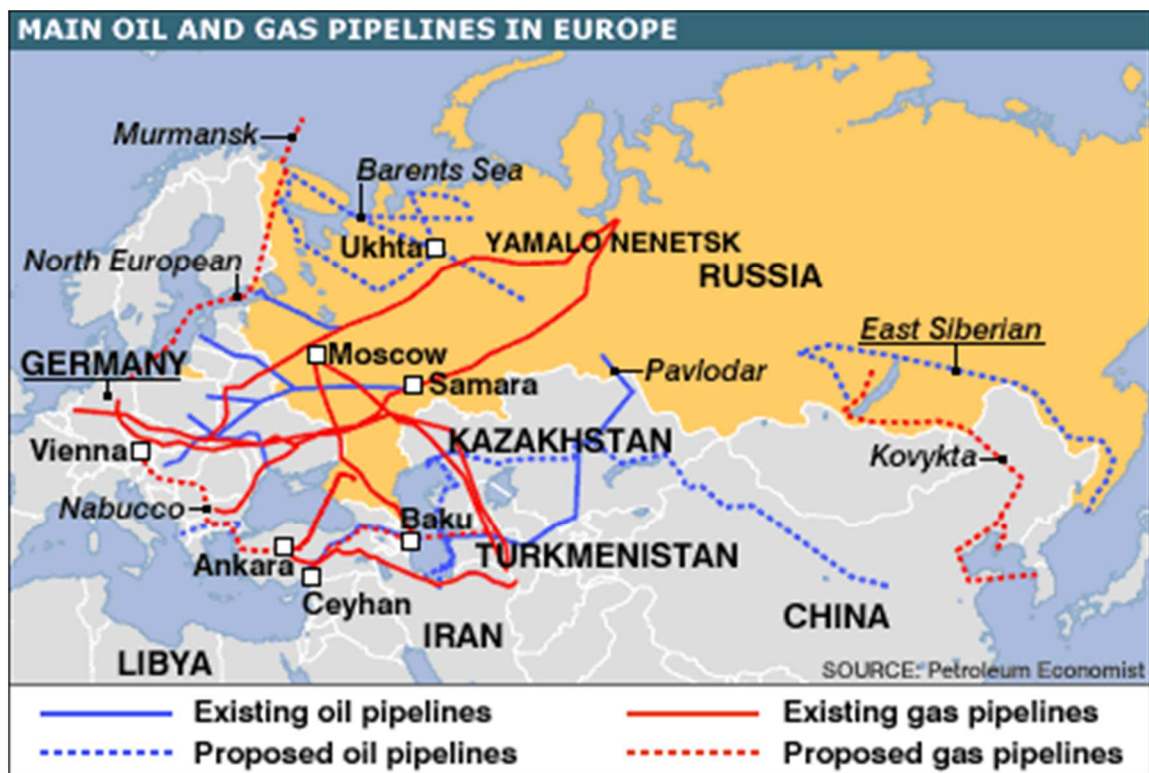 MAIN OIL AND GAS PIPELINES IN EUROPE
Murmansk
Barents Sea
Ukhta
YAMALO NENETSK
North European
RUSSIA
GERMANY
Moscow
Samara
Pavlodar
East Siberian
Vienna
KAZAKHSTAN
Kovykta
Nabucco
Baku
Ankara
TURKMENISTAN
Ceyhan
IRAN
CHINA
LIBYA
SOURCE: Petroleum Economist
Existing oil pipelines
Existing gas pipelines
Proposed oil pipelines
Proposed gas pipelines